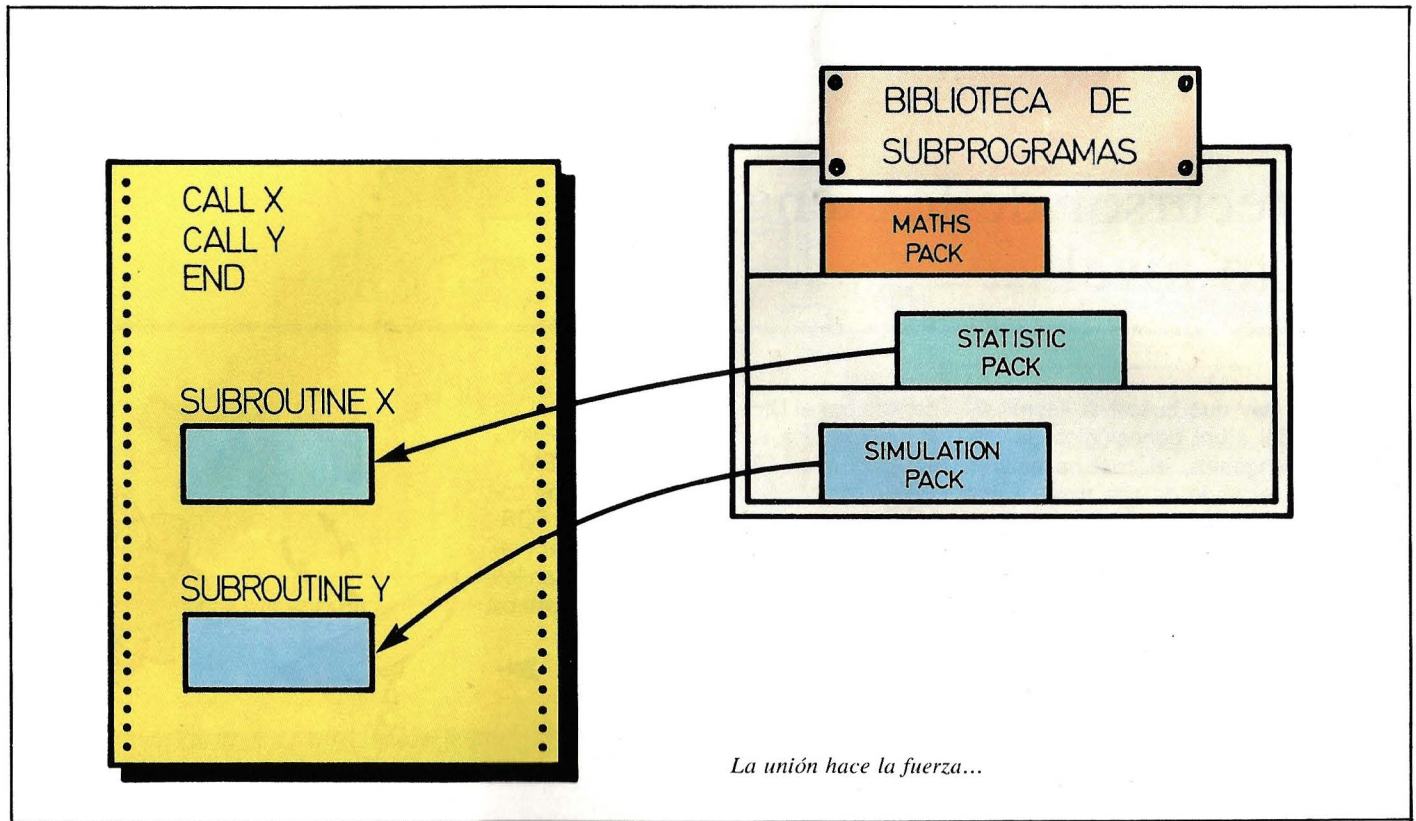 CALL X
CALL Y
END
SUBROUTINE X
SUBROUTINE Y
BIBLIOTECA DE
SUBPROGRAMAS
MATHS
PACK
STATISTIC
PACK
SIMULATION
PACK
La unión hace la fuerza...